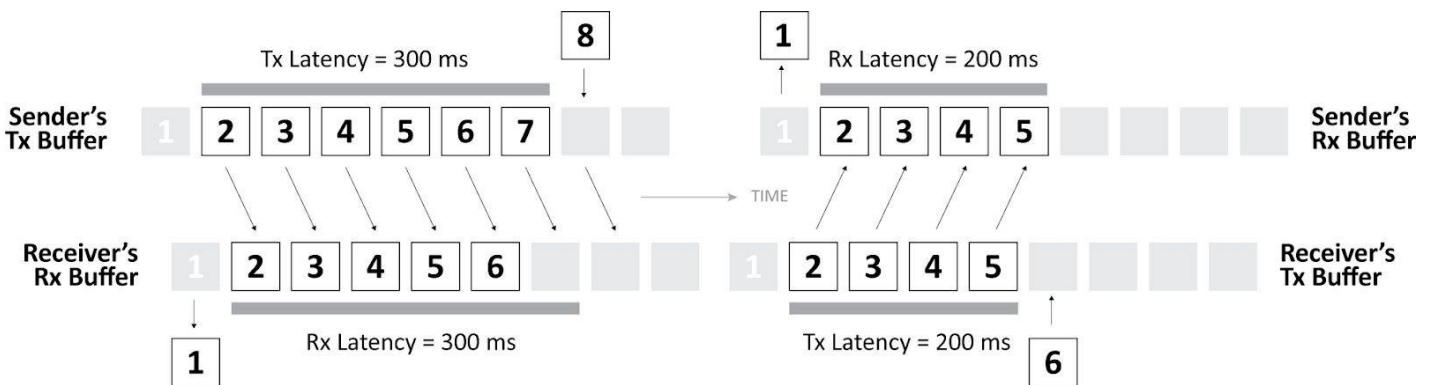 8
1
Tx Latency = 300 ms
Rx Latency = 200 ms
Sender's
Tx Buffer
1 2 3 4 5 6 7
1 2 3 4 5
Sender's
Rx Buffer
TIME
Receiver's
Rx Buffer
1 2 3 4 5 6
1 2 3 4 5
Receiver's
Tx Buffer
Rx Latency = 300 ms
Tx Latency = 200 ms
1
6